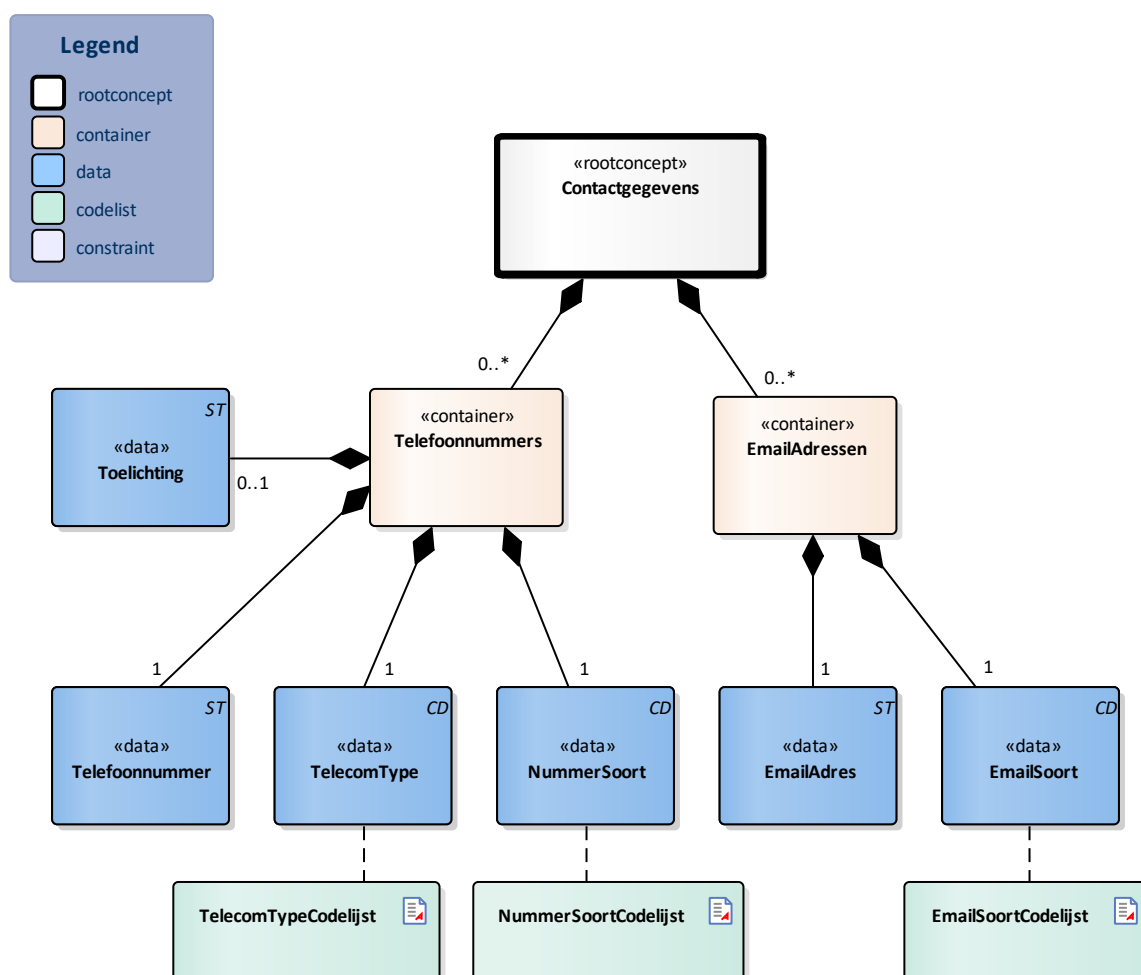 Legend
rootconcept
container
data
codelist
constraint
«rootconcept»
Contactgegevens
0..*
0..*
ST
«data»
Toelichting
0..1
«container»
Telefoonnummers
«container»
EmailAdressen
1
1
1
1
1
ST
«data»
Telefoonnummer
CD
«data»
TelecomType
CD
«data»
NummerSoort
ST
«data»
EmailAdres
CD
«data»
EmailSoort
TelecomTypeCodelijst
NummerSoortCodelijst
EmailSoortCodelijst